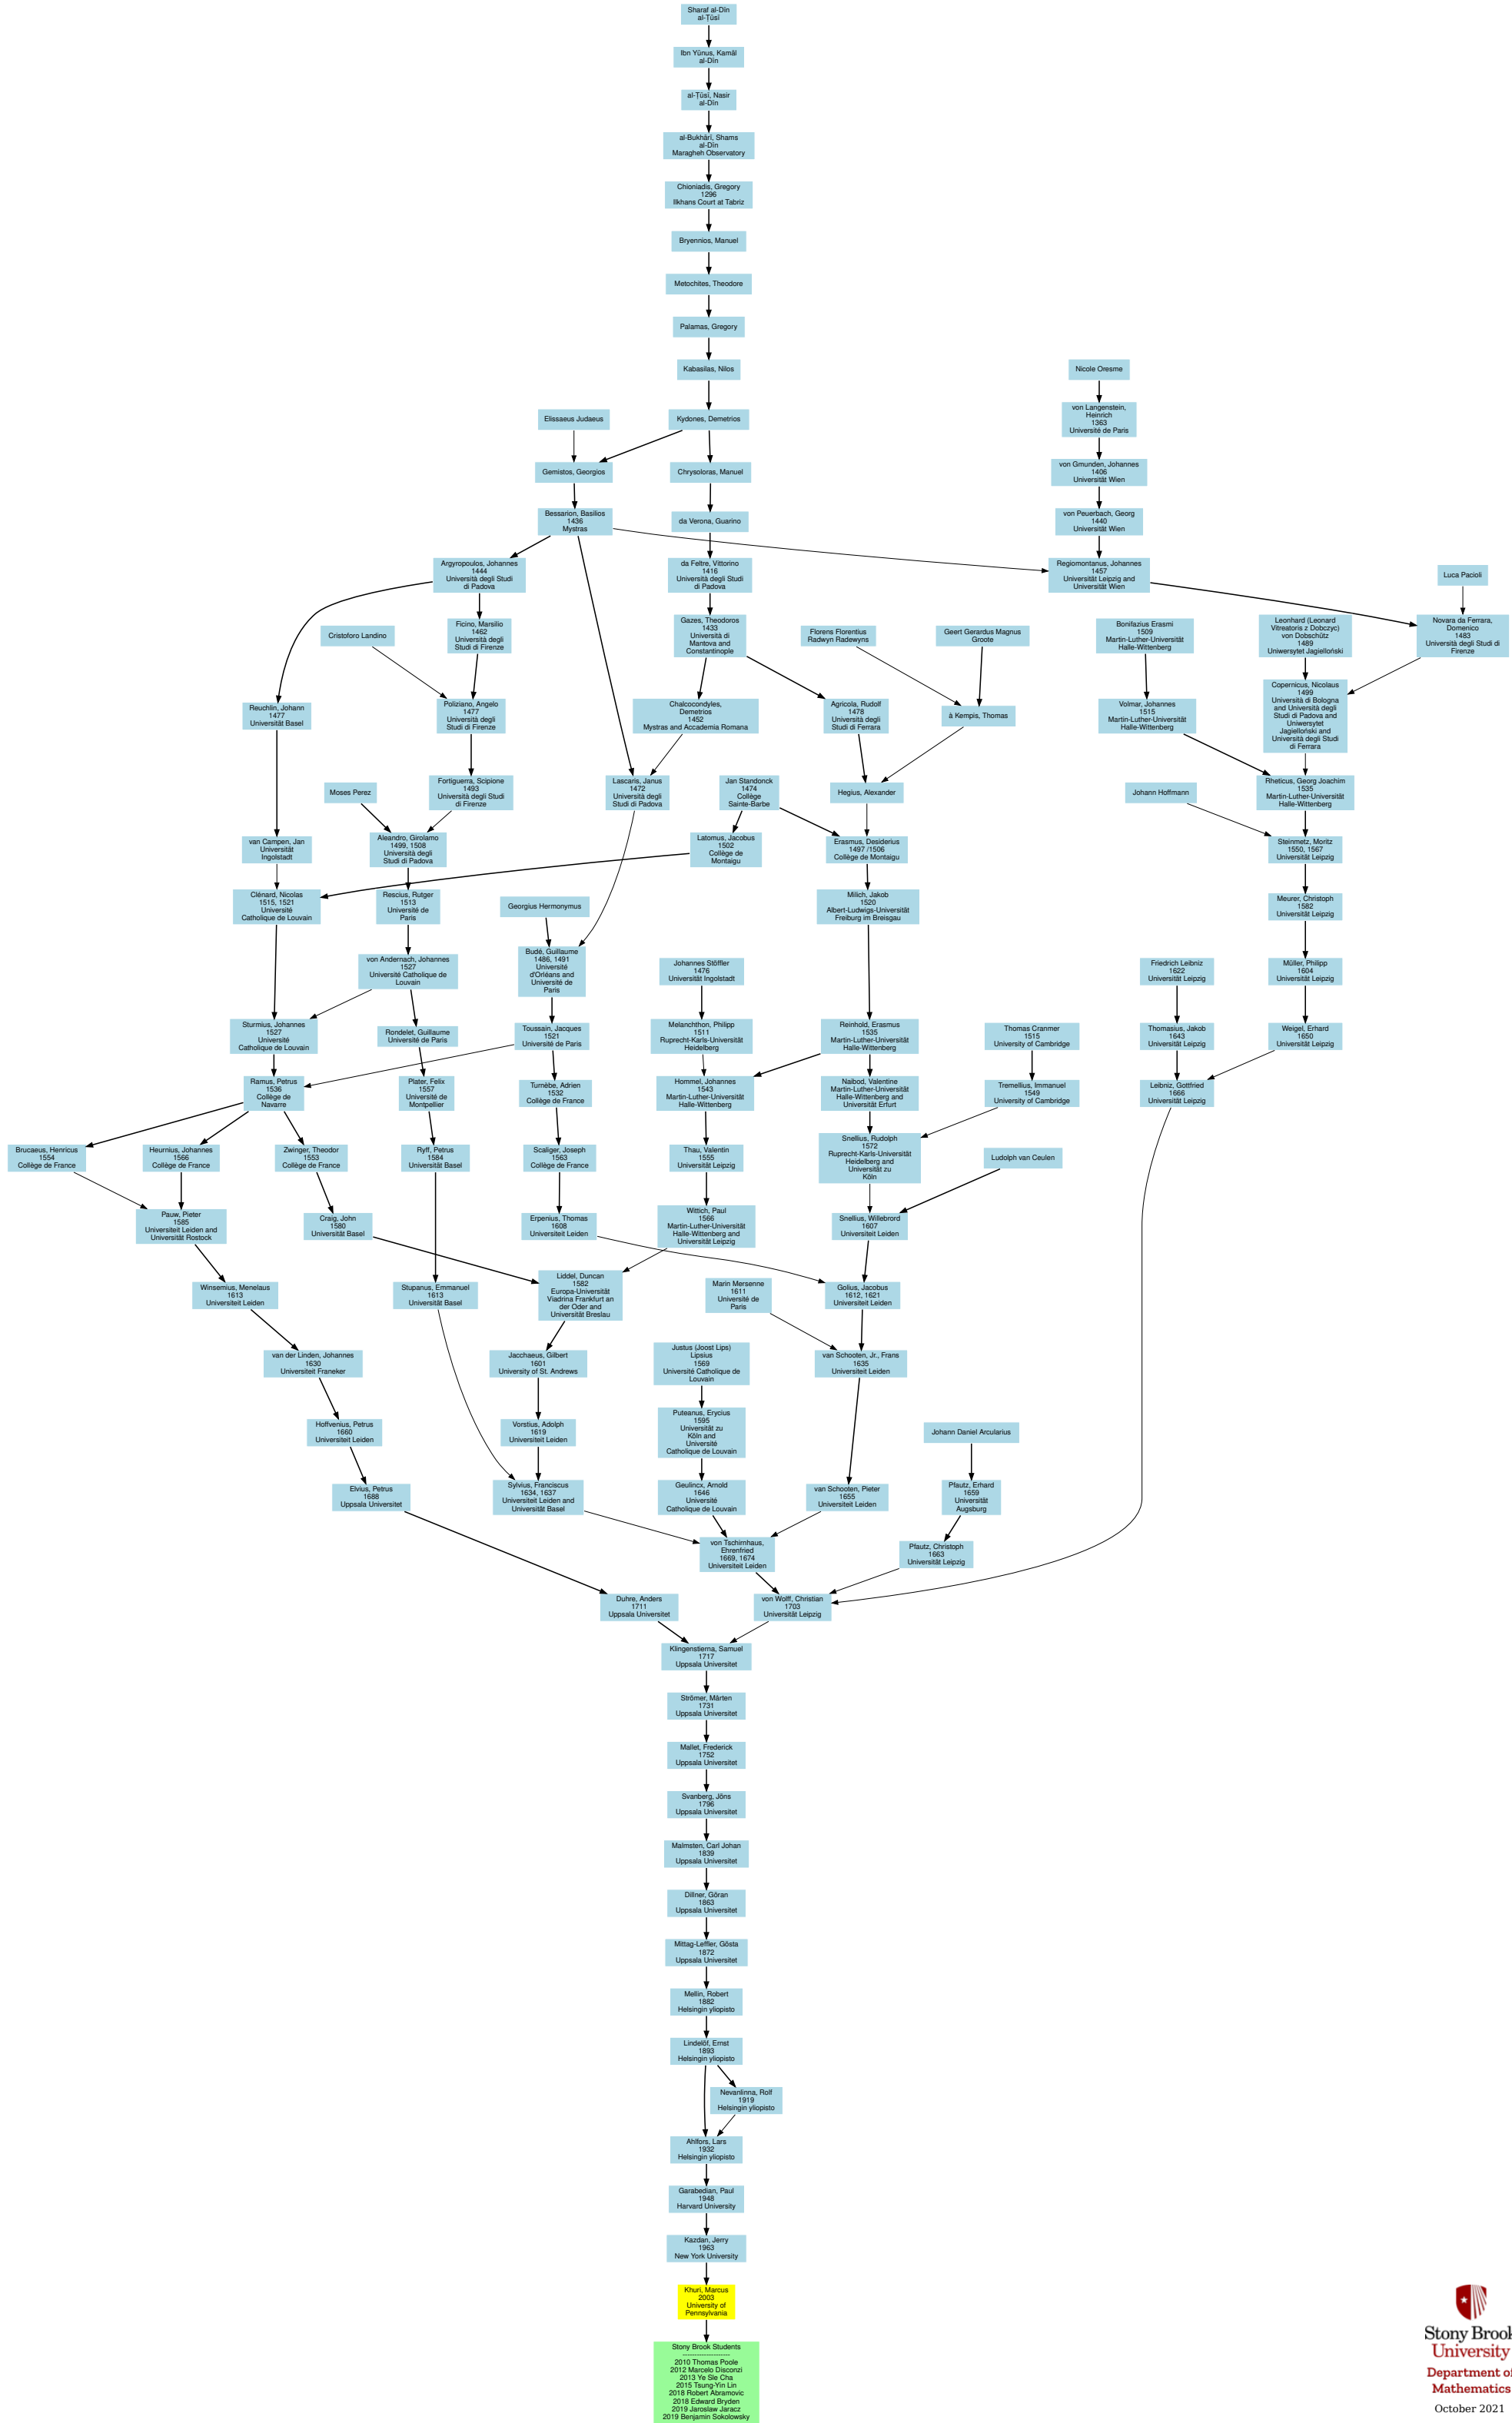 Sharaf al-Dīn
al-Ṭūsī
Ibn Yūnus, Kamāl
al-Dīn
al-Ṭūsī, Nasir
al-Dīn
al-Bukhārī, Shams
al-Dīn
Maragheh Observatory
Chioniadis, Gregory
1296
Ilkhans Court at Tabriz
Bryennios, Manuel
Metochites, Theodore
Palamas, Gregory
Kabasilas, Nilos
Nicole Oresme
Elissaeus Judaeus
Kydones, Demetrios
von Langenstein,
Heinrich
1363
Université de Paris
Gemistos, Georgios
Chrysoloras, Manuel
von Gmunden, Johannes
1406
Universität Wien
Bessarion, Basilios
1436
Mystras
da Verona, Guarino
von Peuerbach, Georg
1440
Universität Wien
Argyropoulos, Johannes
1444
Università degli Studi
di Padova
da Feltre, Vittorino
1416
Università degli Studi
di Padova
Regiomontanus, Johannes
1457
Universität Leipzig and
Universität Wien
Luca Pacioli
Cristoforo Landino
Ficino, Marsilio
1462
Università degli
Studi di Firenze
Gazes, Theodoros
1433
Università di
Mantova and
Constantinople
Florens Florentius
Radwyn Radewyns
Geert Gerardus Magnus
Groote
Bonifazius Erasmi
1509
Martin-Luther-Universität
Halle-Wittenberg
Leonhard (Leonard
Vitreatoris z Dobczyc)
von Dobschütz
1489
Uniwersytet Jagielloński
Novara da Ferrara,
Domenico
1483
Università degli Studi di
Firenze
Reuchlin, Johann
1477
Universität Basel
Poliziano, Angelo
1477
Università degli
Studi di Firenze
Chalcocondyles,
Demetrios
1452
Mystras and Accademia Romana
Agricola, Rudolf
1478
Università degli
Studi di Ferrara
à Kempis, Thomas
Volmar, Johannes
1515
Martin-Luther-Universität
Halle-Wittenberg
Copernicus, Nicolaus
1499
Università di Bologna
and Università degli
Studi di Padova and
Uniwersytet
Jagielloński and
Università degli Studi
di Ferrara
Moses Perez
Fortiguerra, Scipione
1493
Università degli Studi
di Firenze
Lascaris, Janus
1472
Università degli
Studi di Padova
Jan Standonck
1474
Collège
Sainte-Barbe
Hegius, Alexander
Johann Hoffmann
Rheticus, Georg Joachim
1535
Martin-Luther-Universität
Halle-Wittenberg
van Campen, Jan
Universität
Ingolstadt
Aleandro, Girolamo
1499, 1508
Università degli
Studi di Padova
Latomus, Jacobus
1502
Collège de
Montaigu
Erasmus, Desiderius
1497 /1506
Collège de Montaigu
Steinmetz, Moritz
1550, 1567
Universität Leipzig
Clénard, Nicolas
1515, 1521
Université
Catholique de Louvain
Rescius, Rutger
1513
Université de
Paris
Georgius Hermonymus
Milich, Jakob
1520
Albert-Ludwigs-Universität
Freiburg im Breisgau
Meurer, Christoph
1582
Universität Leipzig
von Andernach, Johannes
1527
Université Catholique de
Louvain
Budé, Guillaume
1486, 1491
Université
d'Orléans and
Université de
Paris
Johannes Stöffler
1476
Universität Ingolstadt
Friedrich Leibniz
1622
Universität Leipzig
Müller, Philipp
1604
Universität Leipzig
Sturmius, Johannes
1527
Université
Catholique de Louvain
Rondelet, Guillaume
Université de Paris
Toussain, Jacques
1521
Université de Paris
Melanchthon, Philipp
1511
Ruprecht-Karls-Universität
Heidelberg
Reinhold, Erasmus
1535
Martin-Luther-Universität
Halle-Wittenberg
Thomas Cranmer
1515
University of Cambridge
Thomasius, Jakob
1643
Universität Leipzig
Weigel, Erhard
1650
Universität Leipzig
Ramus, Petrus
1536
Collège de
Navarre
Plater, Felix
1557
Université de
Montpellier
Turnèbe, Adrien
1532
Collège de France
Hommel, Johannes
1543
Martin-Luther-Universität
Halle-Wittenberg
Naibod, Valentine
Martin-Luther-Universität
Halle-Wittenberg and
Universität Erfurt
Tremellius, Immanuel
1549
University of Cambridge
Leibniz, Gottfried
1666
Universität Leipzig
Brucaeus, Henricus
1554
Collège de France
Heurnius, Johannes
1566
Collège de France
Zwinger, Theodor
1553
Collège de France
Ryff, Petrus
1584
Universität Basel
Scaliger, Joseph
1563
Collège de France
Thau, Valentin
1555
Universität Leipzig
Snellius, Rudolph
1572
Ruprecht-Karls-Universität
Heidelberg and
Universität zu
Köln
Ludolph van Ceulen
Pauw, Pieter
1585
Universiteit Leiden and
Universität Rostock
Craig, John
1580
Universität Basel
Erpenius, Thomas
1608
Universiteit Leiden
Wittich, Paul
1566
Martin-Luther-Universität
Halle-Wittenberg and
Universität Leipzig
Snellius, Willebrord
1607
Universiteit Leiden
Winsemius, Menelaus
1613
Universiteit Leiden
Stupanus, Emmanuel
1613
Universität Basel
Liddel, Duncan
1582
Europa-Universität
Viadrina Frankfurt an
der Oder and
Universität Breslau
Marin Mersenne
1611
Université de
Paris
Golius, Jacobus
1612, 1621
Universiteit Leiden
van der Linden, Johannes
1630
Universiteit Franeker
Jacchaeus, Gilbert
1601
University of St. Andrews
Justus (Joost Lips)
Lipsius
1569
Université Catholique de
Louvain
van Schooten, Jr., Frans
1635
Universiteit Leiden
Hoffvenius, Petrus
1660
Universiteit Leiden
Vorstius, Adolph
1619
Universiteit Leiden
Puteanus, Erycius
1595
Universität zu
Köln and
Université
Catholique de Louvain
Johann Daniel Arcularius
Elvius, Petrus
1688
Uppsala Universitet
Sylvius, Franciscus
1634, 1637
Universiteit Leiden and
Universität Basel
Geulincx, Arnold
1646
Université
Catholique de Louvain
van Schooten, Pieter
1655
Universiteit Leiden
Pfautz, Erhard
1659
Universität
Augsburg
von Tschirnhaus,
Ehrenfried
1669, 1674
Universiteit Leiden
Pfautz, Christoph
1663
Universität Leipzig
Duhre, Anders
1711
Uppsala Universitet
von Wolff, Christian
1703
Universität Leipzig
Klingenstierna, Samuel
1717
Uppsala Universitet
Strömer, Mårten
1731
Uppsala Universitet
Mallet, Frederick
1752
Uppsala Universitet
Svanberg, Jöns
1796
Uppsala Universitet
Malmsten, Carl Johan
1839
Uppsala Universitet
Dillner, Göran
1863
Uppsala Universitet
Mittag-Leffler, Gösta
1872
Uppsala Universitet
Mellin, Robert
1882
Helsingin yliopisto
Lindelöf, Ernst
1893
Helsingin yliopisto
Nevanlinna, Rolf
1919
Helsingin yliopisto
Ahlfors, Lars
1932
Helsingin yliopisto
Garabedian, Paul
1948
Harvard University
Kazdan, Jerry
1963
New York University
Khuri, Marcus
2003
University of
Pennsylvania
Stony Brook Students
--------------------
2010 Thomas Poole
2012 Marcelo Disconzi
2013 Ye Sle Cha
2015 Tsung-Yin Lin
2018 Robert Abramovic
2018 Edward Bryden
2019 Jaroslaw Jaracz
2019 Benjamin Sokolowsky
Stony Brook
University
Department of
Mathematics
October 2021